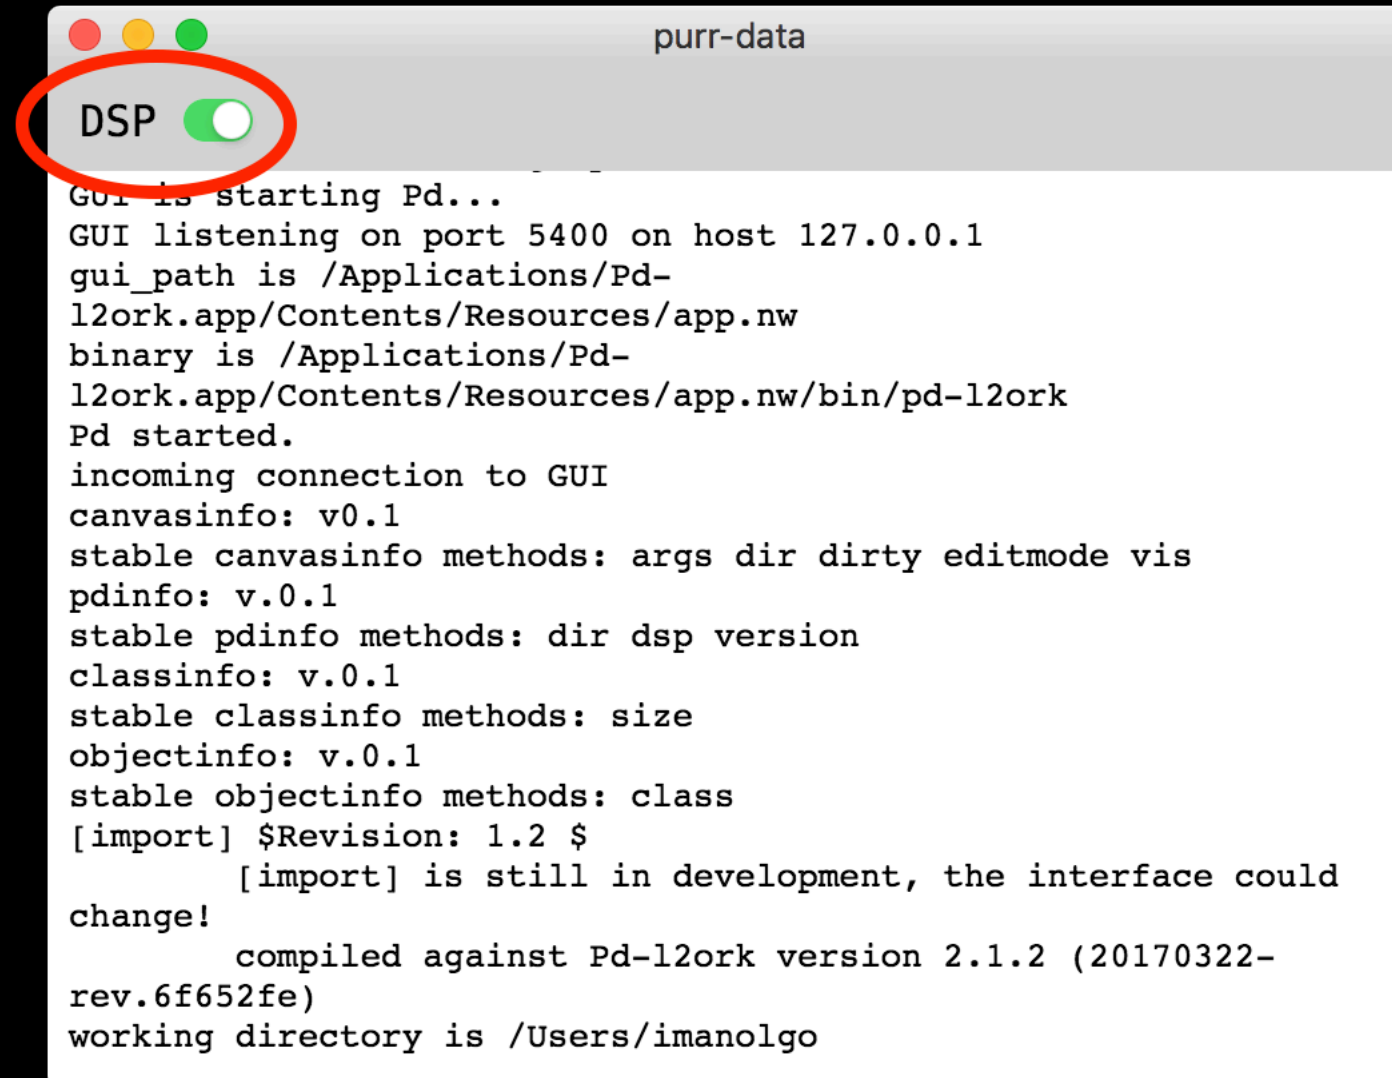 purr-data
DSP
GUI is starting Pd...
GUI listening on port 5400 on host 127.0.0.1
gui_path is /Applications/Pd-
l2ork.app/Contents/Resources/app.nw
binary is /Applications/Pd-
l2ork.app/Contents/Resources/app.nw/bin/pd-l2ork
Pd started.
incoming connection to GUI
canvasinfo: v0.1
stable canvasinfo methods: args dir dirty editmode vis
pdinfo: v.0.1
stable pdinfo methods: dir dsp version
classinfo: v.0.1
stable classinfo methods: size
objectinfo: v.0.1
stable objectinfo methods: class
[import] $Revision: 1.2 $
[import] is still in development, the interface could
change!
compiled against Pd-l2ork version 2.1.2 (20170322-
rev.6f652fe)
working directory is /Users/imanolgo